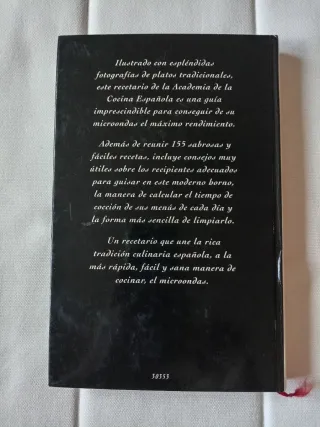 Ilustrado con espléndidas
fotografías de platos tradicionales,
este recetario de la Academia de la
Cocina Española es una guía
imprescindible para conseguir de su
microondas el máximo rendimiento.
Además de reunir 155 sabrosas y
fáciles recetas, incluye consejos muy
útiles sobre los recipientes adecuados
para guisar en este moderno horno,
la manera de calcular el tiempo de
cocción de sus menús de cada día y
la forma más sencilla de limpiarlo.
Un recetario que une la rica
tradición culinaria española, a la
más rápida, fácil y sana manera de
cocinar, el microondas.
30353